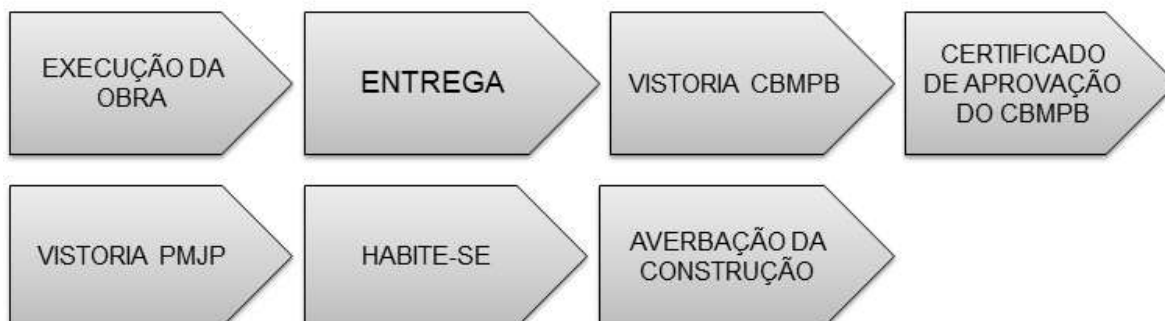 EXECUÇÃO DA
OBRA
ENTREGA
VISTORIA CBMPB
CERTIFICADO
DE APROVAÇÃO
DO CBMPB
VISTORIA PMJP
HABITE-SE
AVERBAÇÃO DA
CONSTRUÇÃO